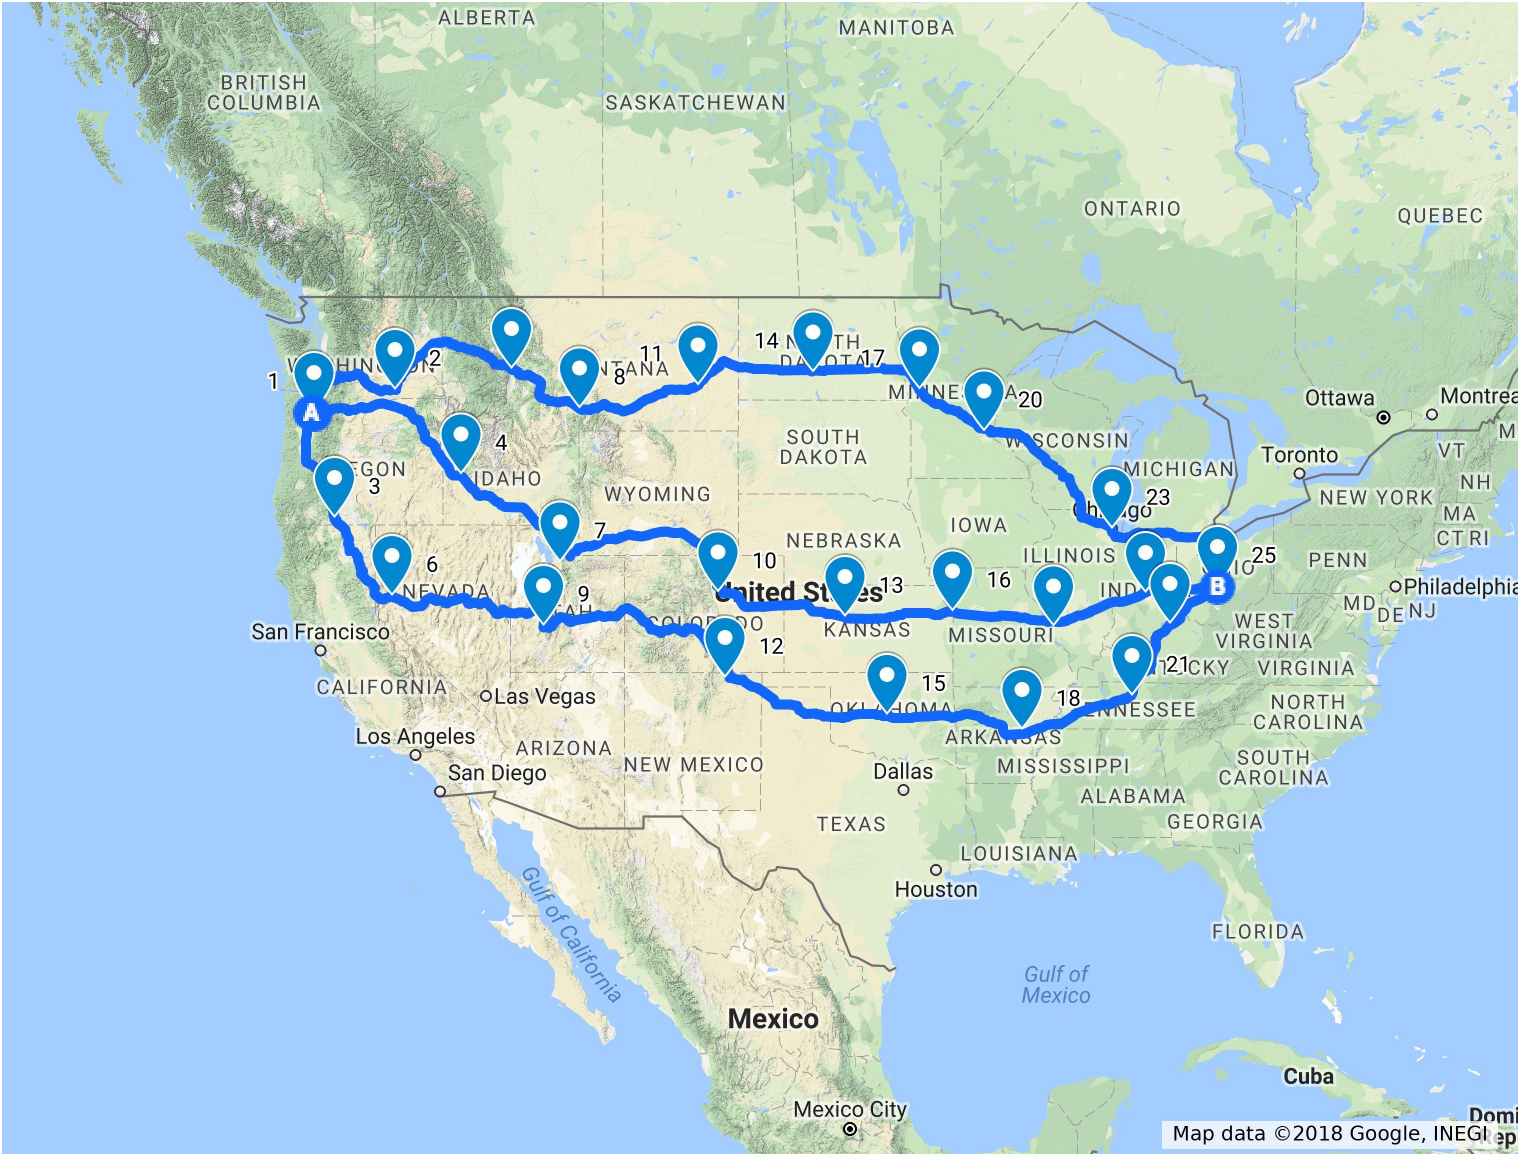 ALBERTA
MANITOBA
BRITISH
COLUMBIA
SASKATCHEWAN
ONTARIO
QUEBEC
14
17
11
8
2
1
20
WISCONSIN
Ottawa
Montrea
VT
NH
MA
CT RI
SOUTH
DAKOTA
MICHIGAN
Toronto
NEW YORK
A
4
IDAHO
3
WYOMING
23
IOWA
NEBRASKA
ILLINOIS
PENN
7
10
6
9
NEVADA
United States
13
16
25
B
Philadelphia
MD
DE
NJ
San Francisco
KANSAS
MISSOURI
WEST
VIRGINIA
12
21
VIRGINIA
CALIFORNIA
Las Vegas
15
18
OKLAHOMA
NORTH
CAROLINA
Los Angeles
ARIZONA
NEW MEXICO
ARKANSAS
San Diego
Dallas
MISSISSIPPI
SOUTH
CAROLINA
ALABAMA
TEXAS
GEORGIA
LOUISIANA
Houston
Gulf of California
FLORIDA
Gulf of
Mexico
Mexico
Cuba
Mexico City
Map data ©2018 Google, INEGI